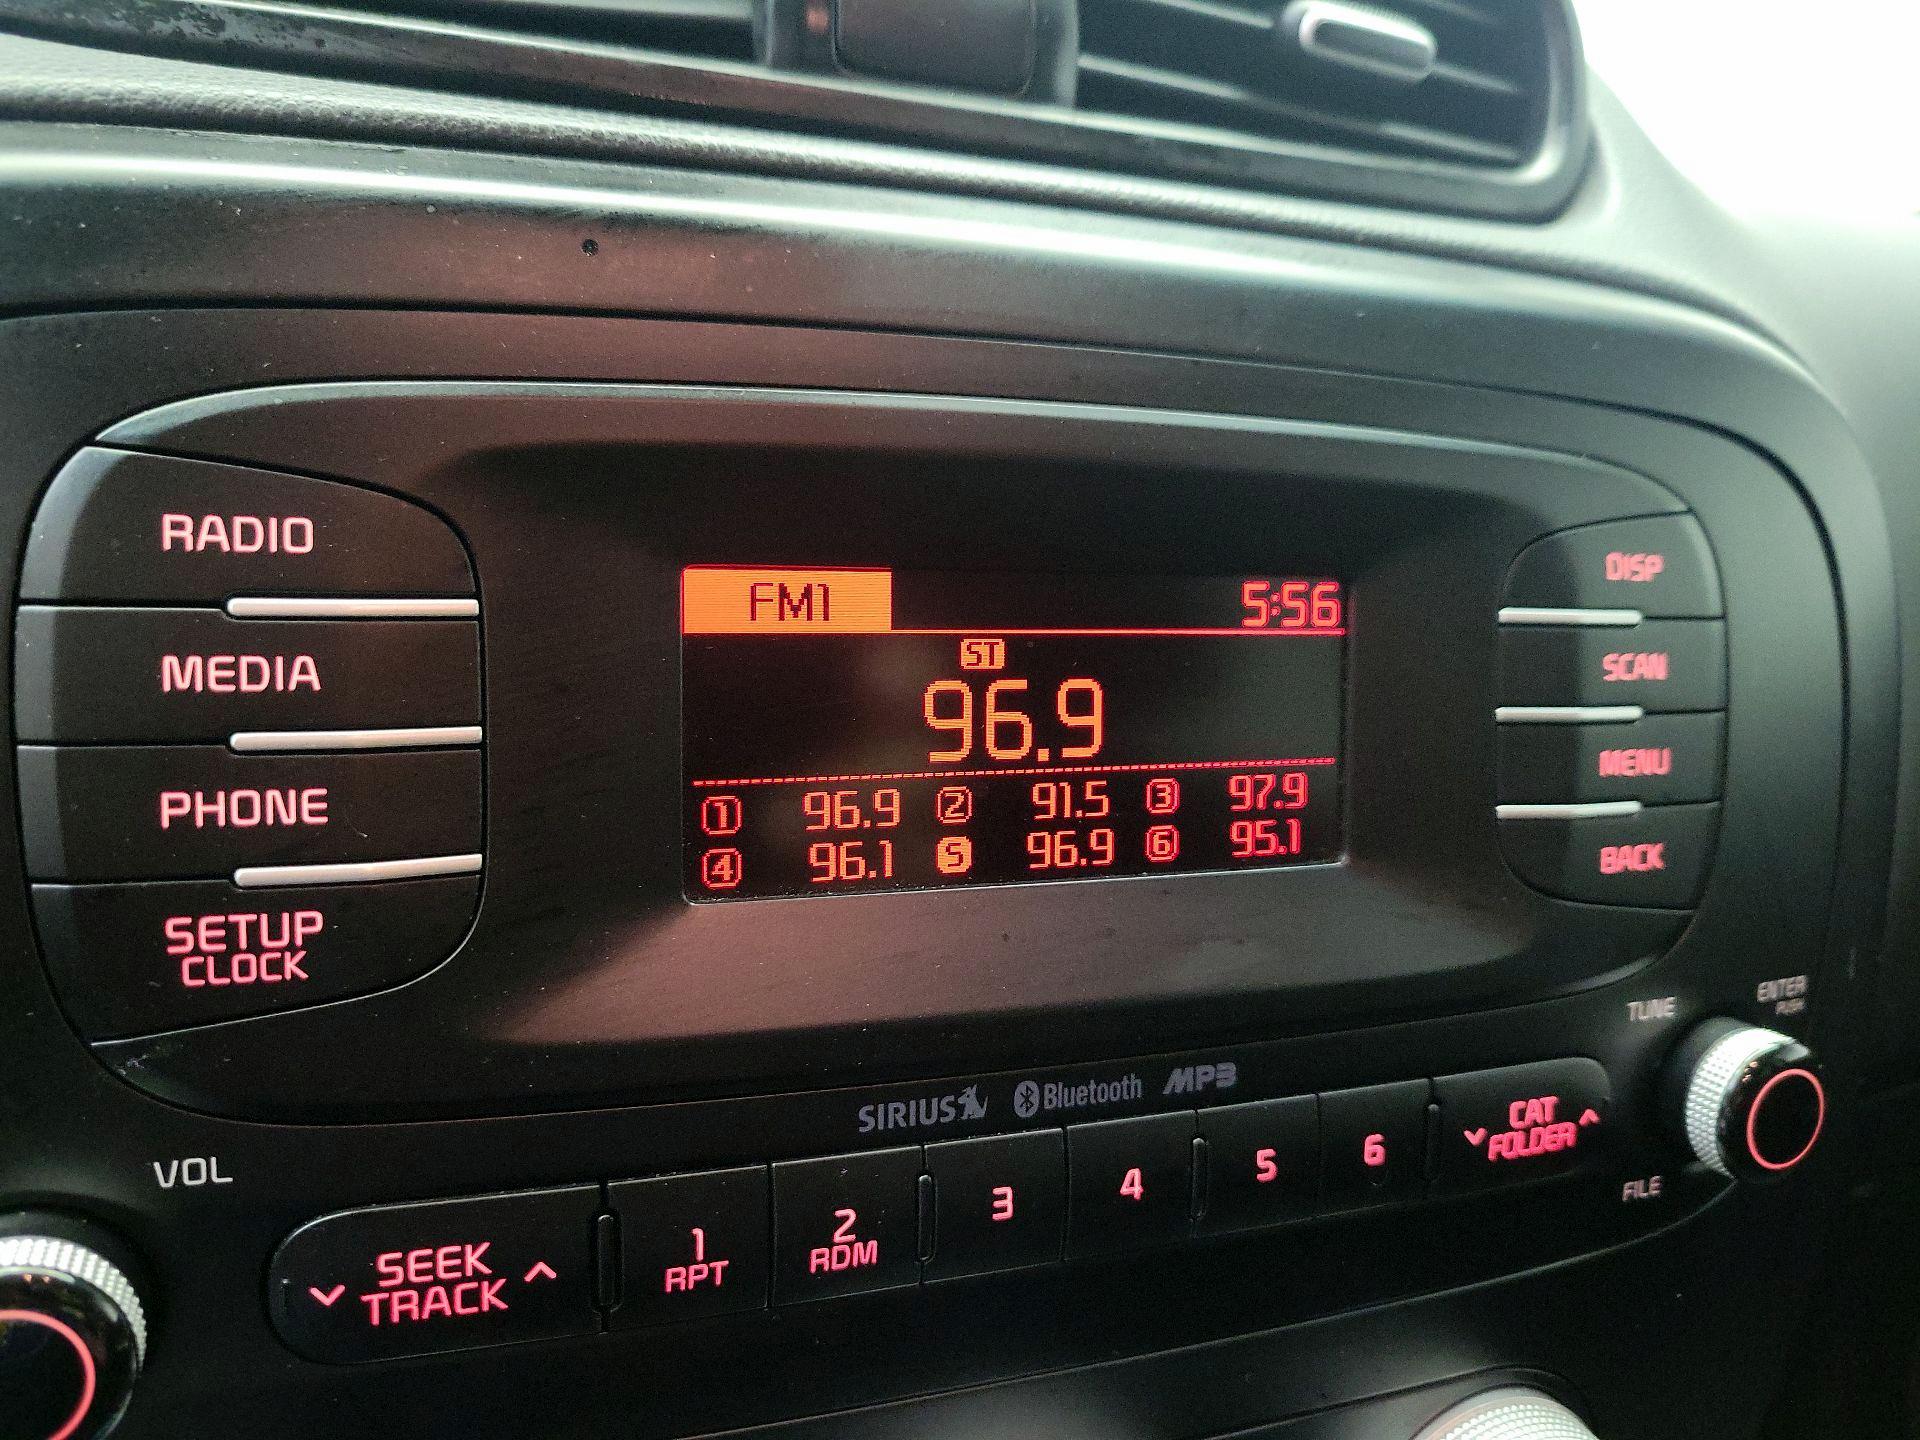 RADIO
MEDIA
PHONE
SETUP
CLOCK
FM1 5:56
ST
96.9
1 96.9 2 91.5 3 97.9
4 96.1 5 96.9 6 95.1
DISP
SCAN
MENU
BACK
TUNE
ENTER
PUSH
FILE
SIRIUS Bluetooth MP3
VOL
SEEK
TRACK
1
RPT
2
RDM
3
4
5
6
CAT
FOLDER